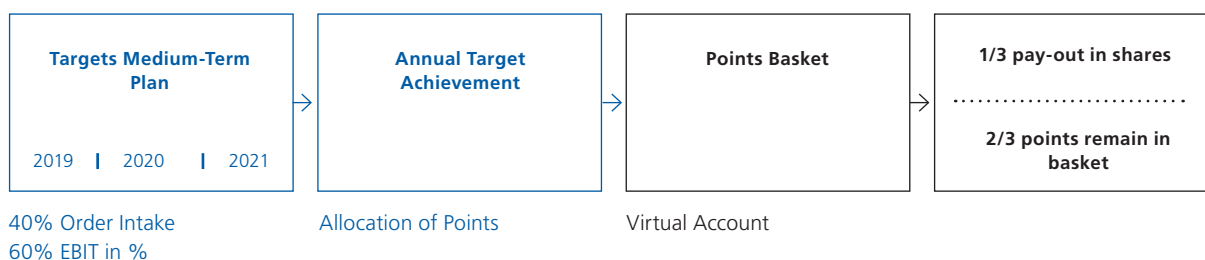 Targets Medium-Term
Plan
2019 | 2020 | 2021
40% Order Intake
60% EBIT in %
Annual Target
Achievement
Allocation of Points
Points Basket
Virtual Account
1/3 pay-out in shares
2/3 points remain in
basket